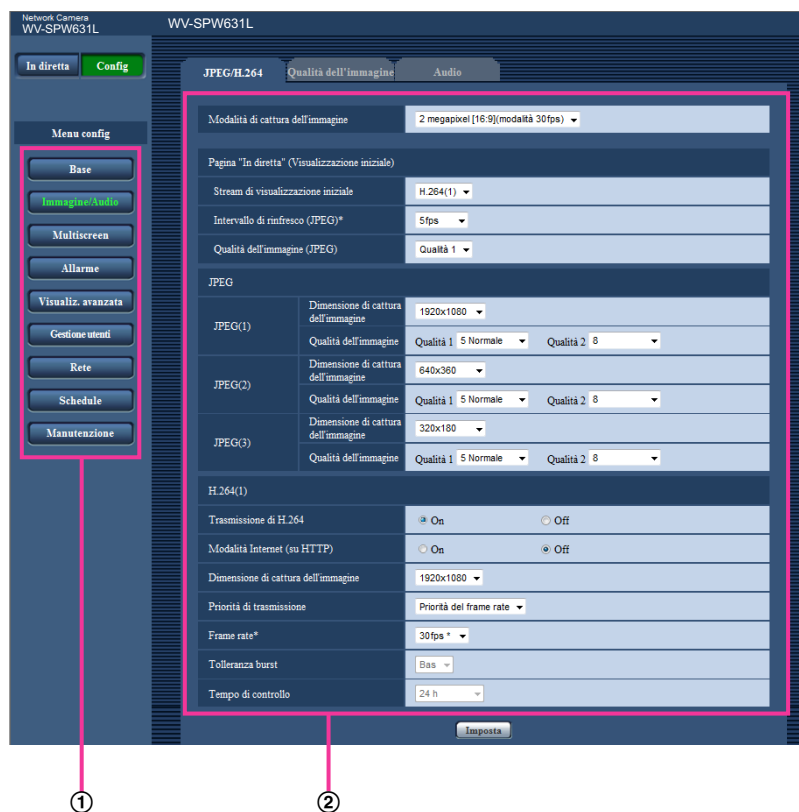 Network Camera
WV-SPW631L
WV-SPW631L
In diretta Config
JPEG/H.264 Qualità dell'immagine Audio
Menu config
Base
Immagine/Audio
Multiscreen
Allarme
Visualiz. avanzata
Gestione utenti
Rete
Schedule
Manutenzione
Modalità di cattura dell'immagine 2 megapixel [16:9](modalità 30fps)
Pagina "In diretta" (Visualizzazione iniziale)
Stream di visualizzazione iniziale H.264(1)
Intervallo di rinfresco (JPEG)* 5fps
Qualità dell'immagine (JPEG) Qualità 1
JPEG
JPEG(1)
Dimensione di cattura
dell'immagine
1920x1080
Qualità dell'immagine Qualità 1 5 Normale Qualità 2 8
JPEG(2)
Dimensione di cattura
dell'immagine
640x360
Qualità dell'immagine Qualità 1 5 Normale Qualità 2 8
JPEG(3)
Dimensione di cattura
dell'immagine
320x180
Qualità dell'immagine Qualità 1 5 Normale Qualità 2 8
H.264(1)
Trasmissione di H.264 On Off
Modalità Internet (su HTTP) On Off
Dimensione di cattura dell'immagine 1920x1080
Priorità di trasmissione Priorità del frame rate
Frame rate* 30fps *
Tolleranza burst Bas
Tempo di controllo 24 h
Imposta
① ②